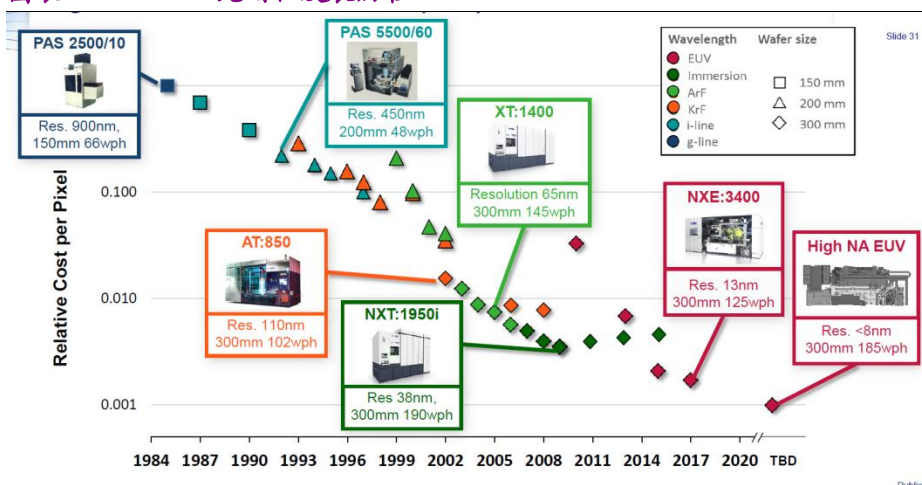 Slide 31
PAS 2500/10
Res. 900nm,
150mm 66wph
PAS 5500/60
Res. 450nm
200mm 48wph
Wavelength
EUV
Immersion
ArF
KrF
i-line
g-line
Wafer size
150 mm
200 mm
300 mm
XT:1400
Resolution 65nm
300mm 145wph
AT:850
Res. 110nm
300mm 102wph
NXT:1950i
Res 38nm,
300mm 190wph
NXE:3400
Res. 13nm
300mm 125wph
High NA EUV
Res. <8nm
300mm 185wph
Relative Cost per Pixel
0.100
0.010
0.001
1984 1987 1990 1993 1996 1999 2002 2005 2008 2011 2014 2017 2020 TBD